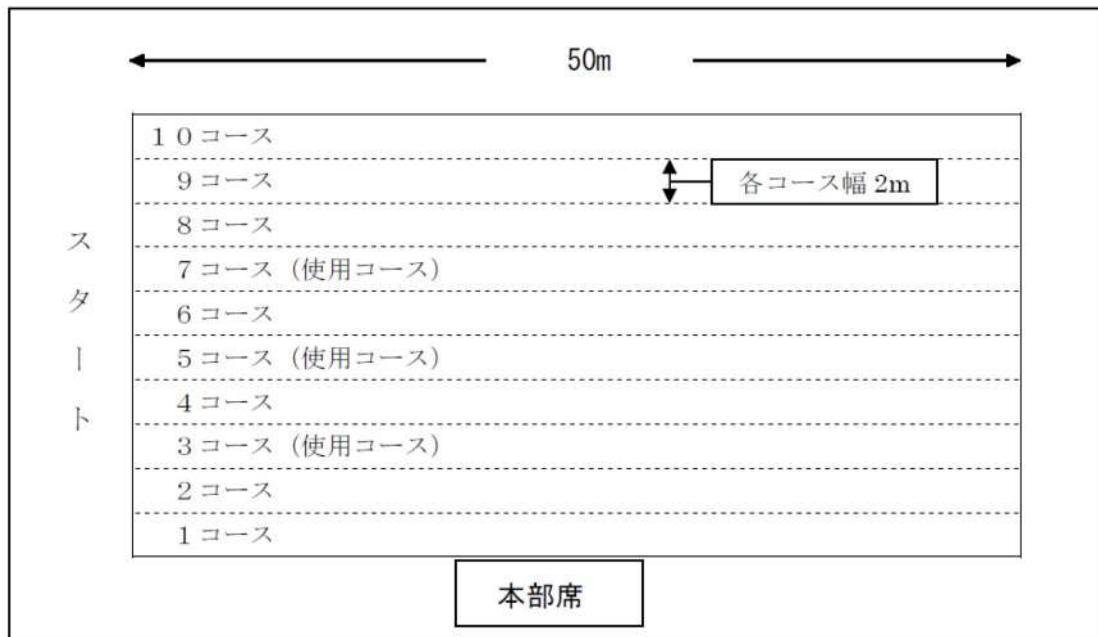 50m
１０コース
９コース
各コース幅 2m
８コース
７コース（使用コース）
６コース
５コース（使用コース）
４コース
３コース（使用コース）
２コース
１コース
スタート
本部席